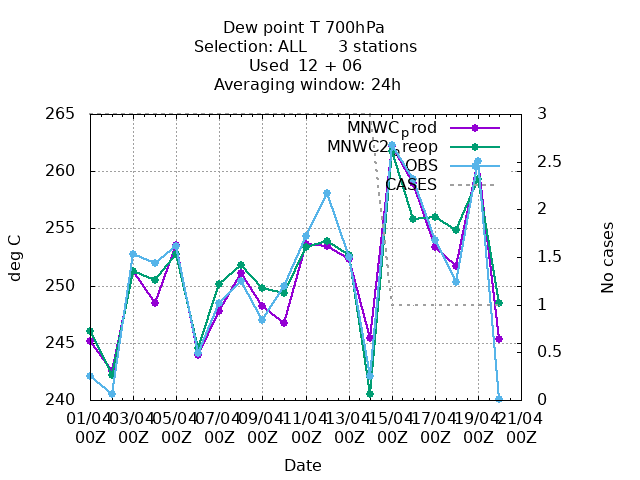 Dew point T 700hPa
Selection: ALL      3 stations
Used  12 + 06
Averaging window: 24h
MNWC_prod
MNWC2_preop
OBS
CASES
265
260
255
250
245
240
3
2.5
2
1.5
1
0.5
0
deg C
No cases
01/04 03/04 05/04 07/04 09/04 11/04 13/04 15/04 17/04 19/04 21/04
00Z 00Z 00Z 00Z 00Z 00Z 00Z 00Z 00Z 00Z 00Z
Date